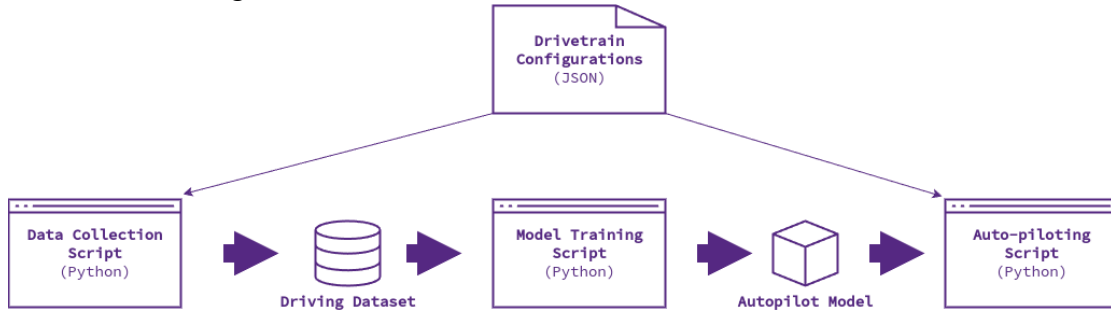 Drivetrain
Configurations
(JSON)
Data Collection
Script
(Python)
Driving Dataset
Model Training
Script
(Python)
Autopilot Model
Auto-piloting
Script
(Python)